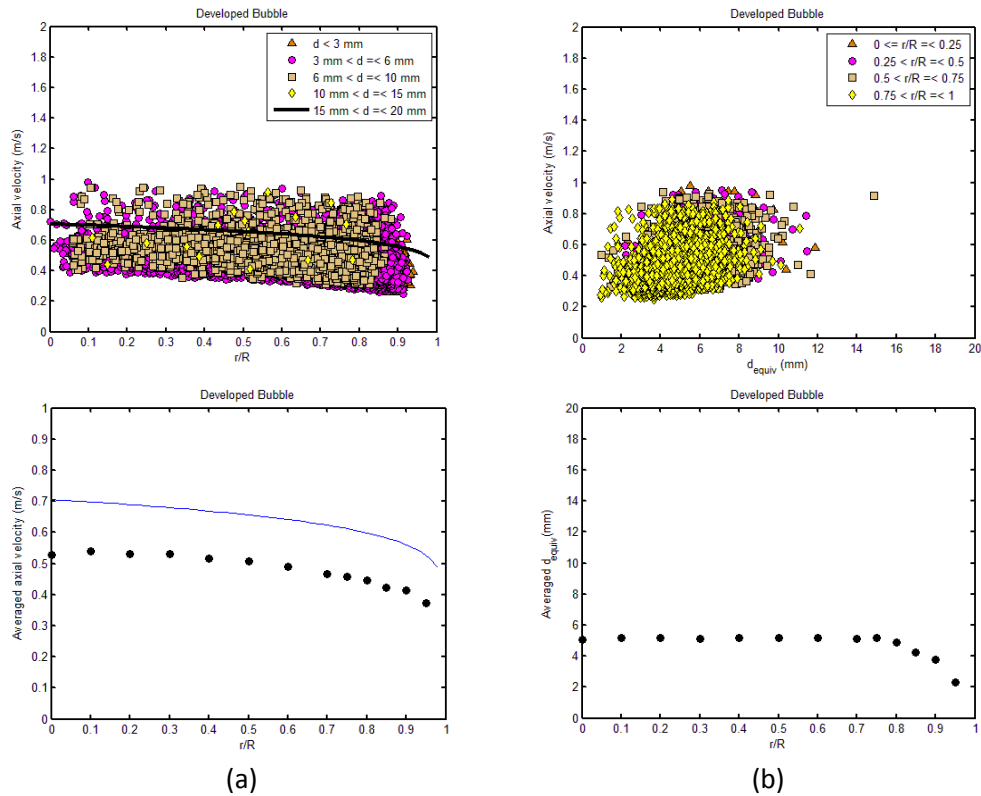 Developed Bubble
2
1.8
1.6
1.4
1.2
1
0.8
0.6
0.4
0.2
0
Axial velocity (m/s)
d < 3 mm
3 mm < d =< 6 mm
6 mm < d =< 10 mm
10 mm < d =< 15 mm
15 mm < d =< 20 mm
0 0.1 0.2 0.3 0.4 0.5 0.6 0.7 0.8 0.9 1
r/R
Developed Bubble
2
1.8
1.6
1.4
1.2
1
0.8
0.6
0.4
0.2
0
Axial velocity (m/s)
0 <= r/R =< 0.25
0.25 < r/R =< 0.5
0.5 < r/R =< 0.75
0.75 < r/R =< 1
0 2 4 6 8 10 12 14 16 18 20
d_equiv (mm)
Developed Bubble
1
0.9
0.8
0.7
0.6
0.5
0.4
0.3
0.2
0.1
0
Averaged axial velocity (m/s)
0 0.1 0.2 0.3 0.4 0.5 0.6 0.7 0.8 0.9 1
r/R
Developed Bubble
20
18
16
14
12
10
8
6
4
2
0
Averaged d_equiv (mm)
0 0.1 0.2 0.3 0.4 0.5 0.6 0.7 0.8 0.9 1
r/R
(a)
(b)